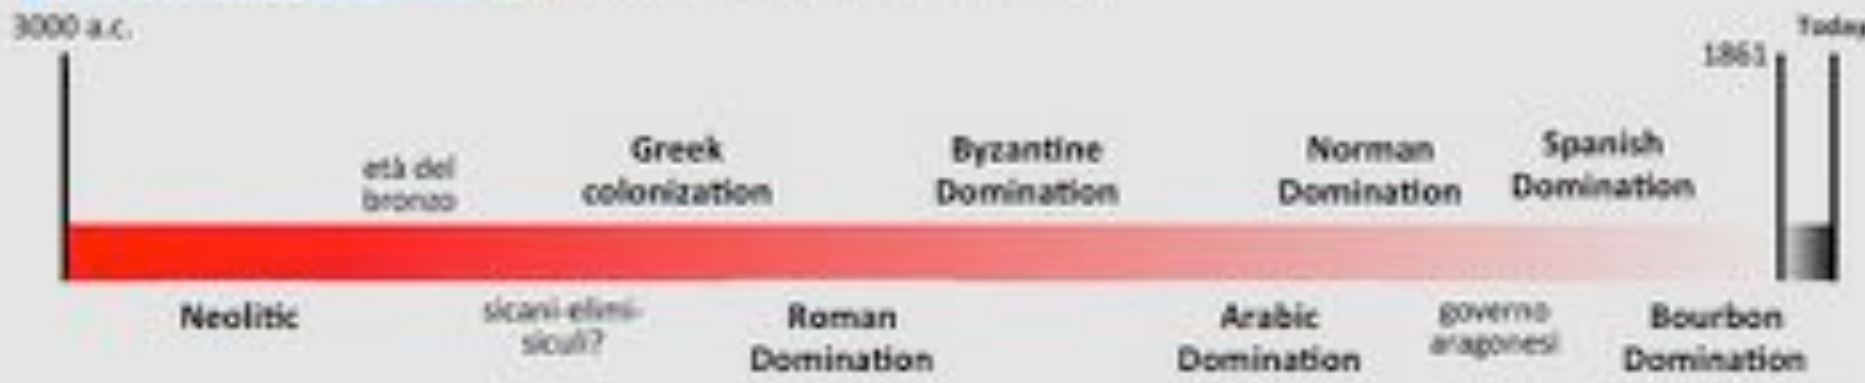 3000 a.c.
Today
1861
età del
bronzo
Greek
colonization
Byzantine
Domination
Norman
Domination
Spanish
Domination
Neolitic
sicani-elimi-
siculi?
Roman
Domination
Arabic
Domination
governo
aragonesi
Bourbon
Domination